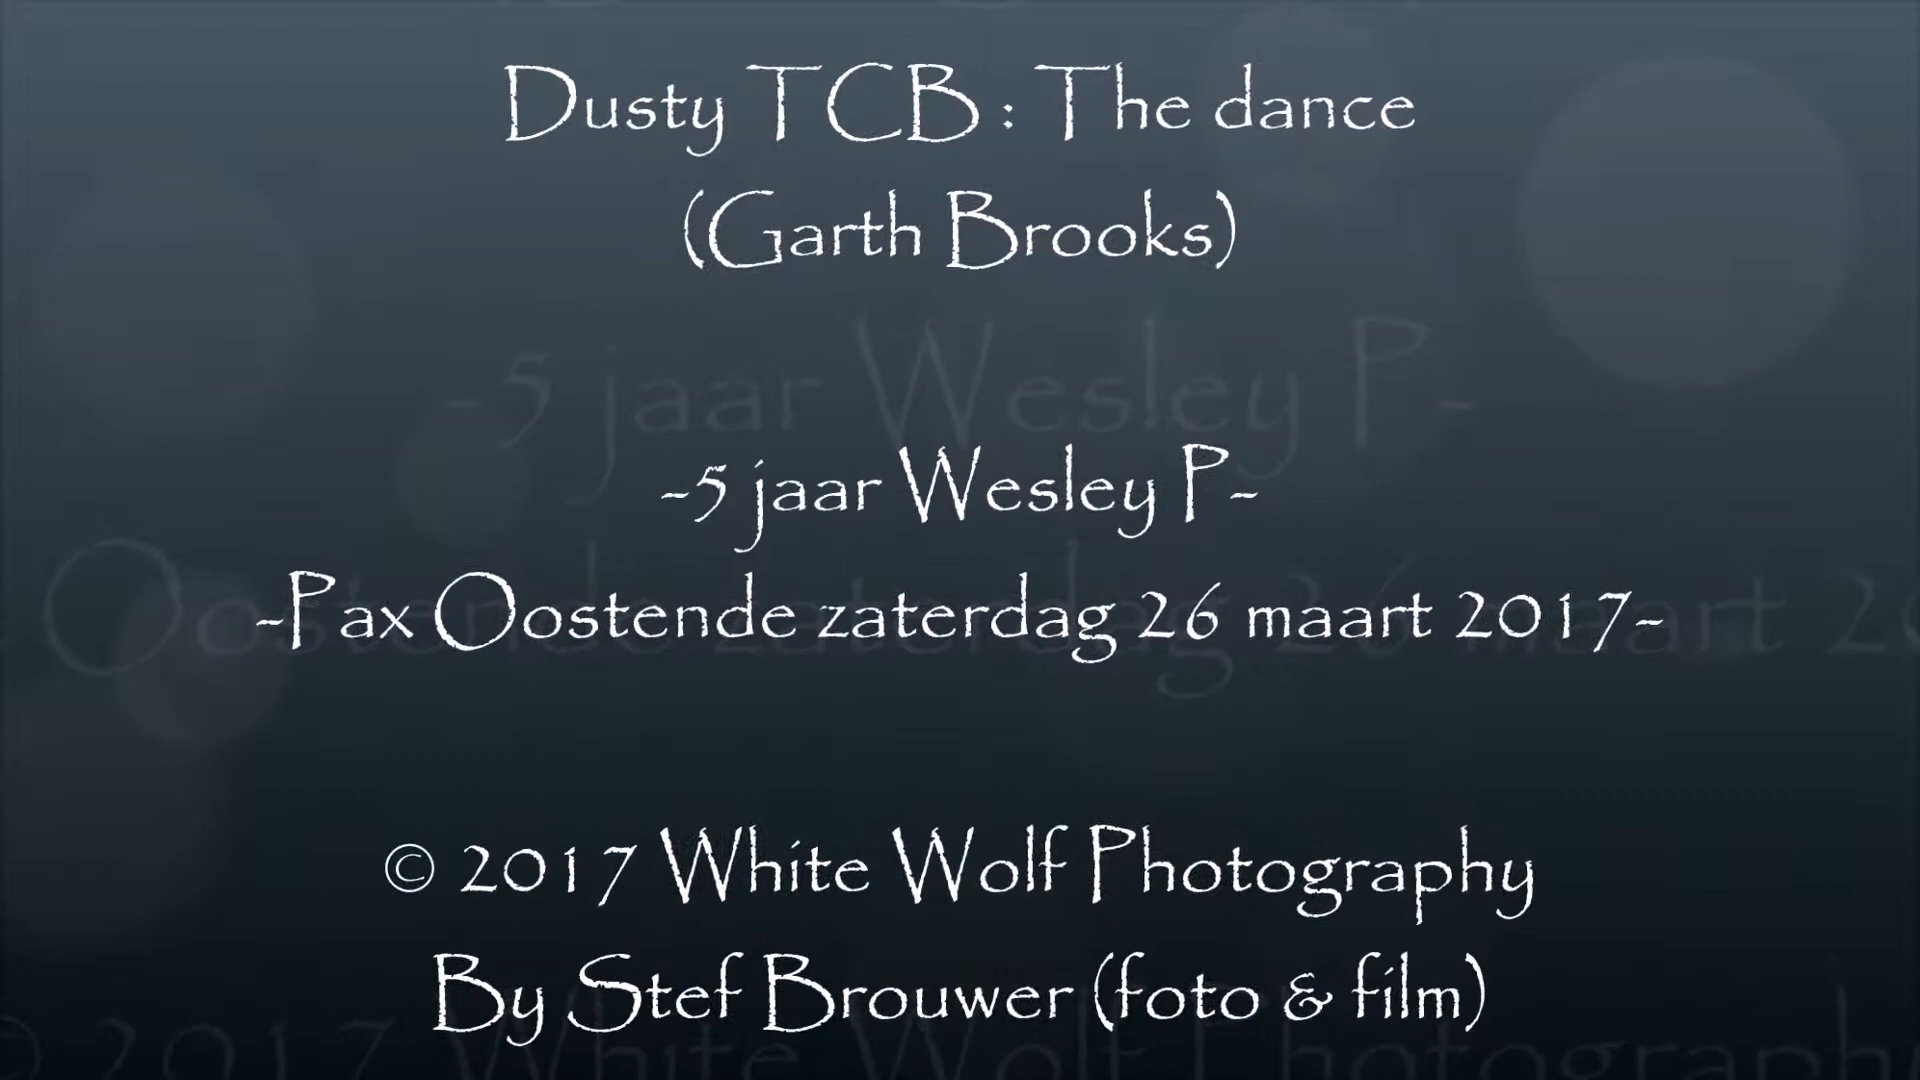 Dusty TCB : The dance
(Garth Brooks)
-5 jaar Wesley P-
-Pax Oostende zaterdag 26 maart 2017-
© 2017 White Wolf Photography
By Stef Brouwer (foto & film)